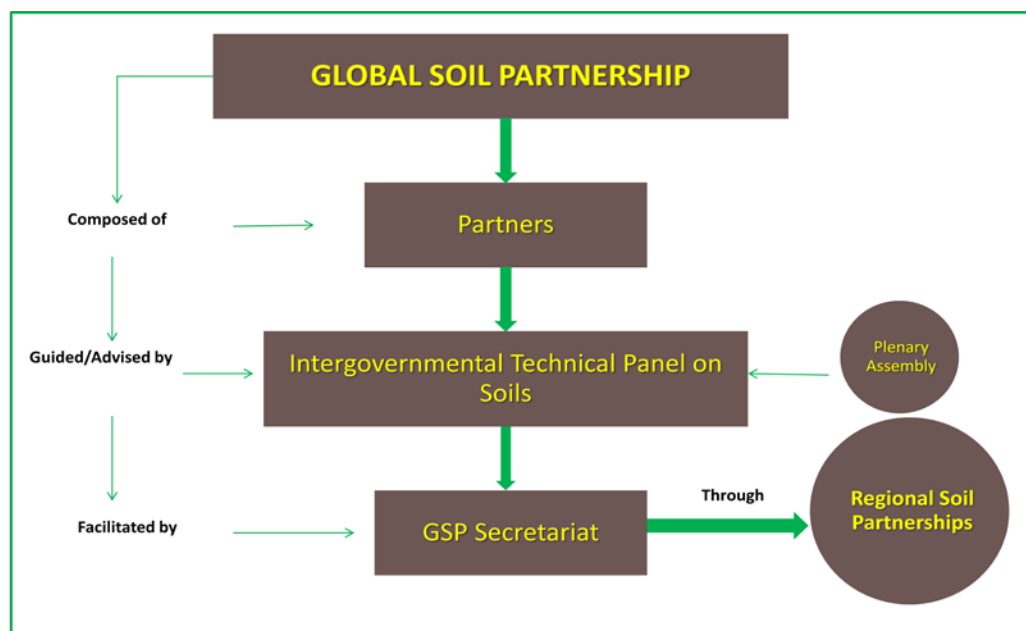 GLOBAL SOIL PARTNERSHIP
Composed of
Partners
Guided/Advised by
Intergovernmental Technical Panel on
Soils
Plenary
Assembly
Facilitated by
GSP Secretariat
Through
Regional Soil
Partnerships